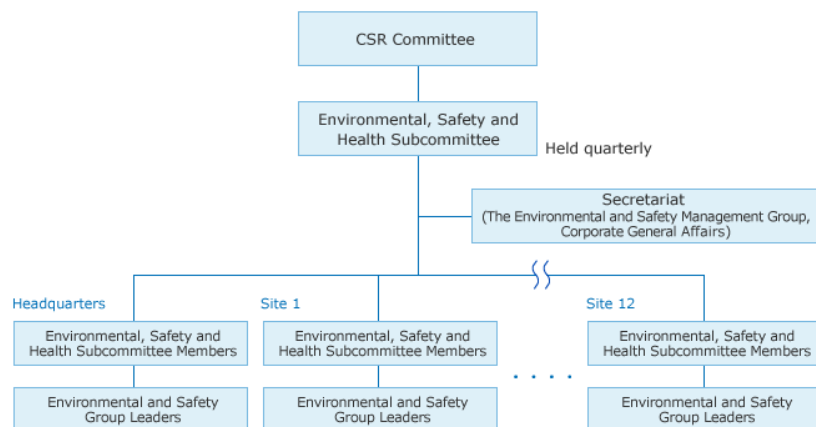 CSR Committee
Environmental, Safety and
Health Subcommittee
Held quarterly
Secretariat
(The Environmental and Safety Management Group,
Corporate General Affairs)
Headquarters
Site 1
Site 12
Environmental, Safety and
Health Subcommittee Members
Environmental, Safety and
Health Subcommittee Members
Environmental, Safety and
Health Subcommittee Members
Environmental and Safety
Group Leaders
Environmental and Safety
Group Leaders
Environmental and Safety
Group Leaders